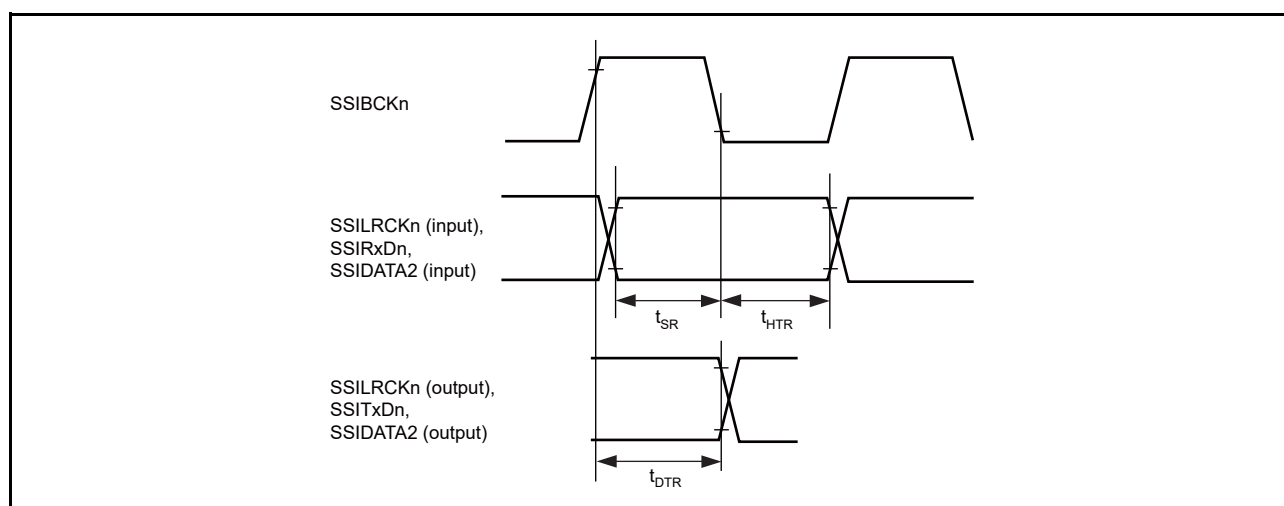 SSIBCKn
SSILRCKn (input),
SSIRxDn,
SSIDATA2 (input)
tSR
tHTR
SSILRCKn (output),
SSITxDn,
SSIDATA2 (output)
tDTR